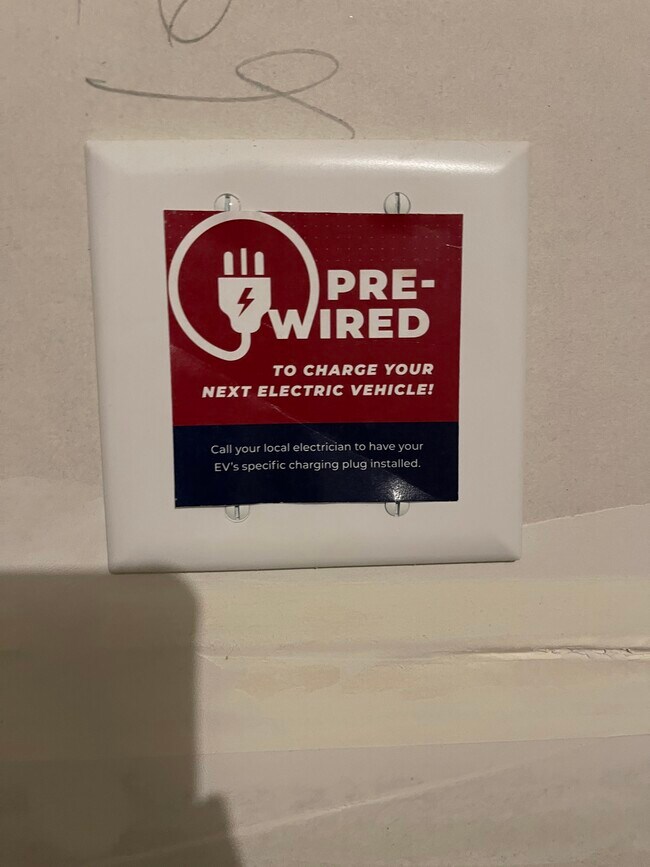 PRE-
WIRED
TO CHARGE YOUR
NEXT ELECTRIC VEHICLE!
Call your local electrician to have your
EV's specific charging plug installed.